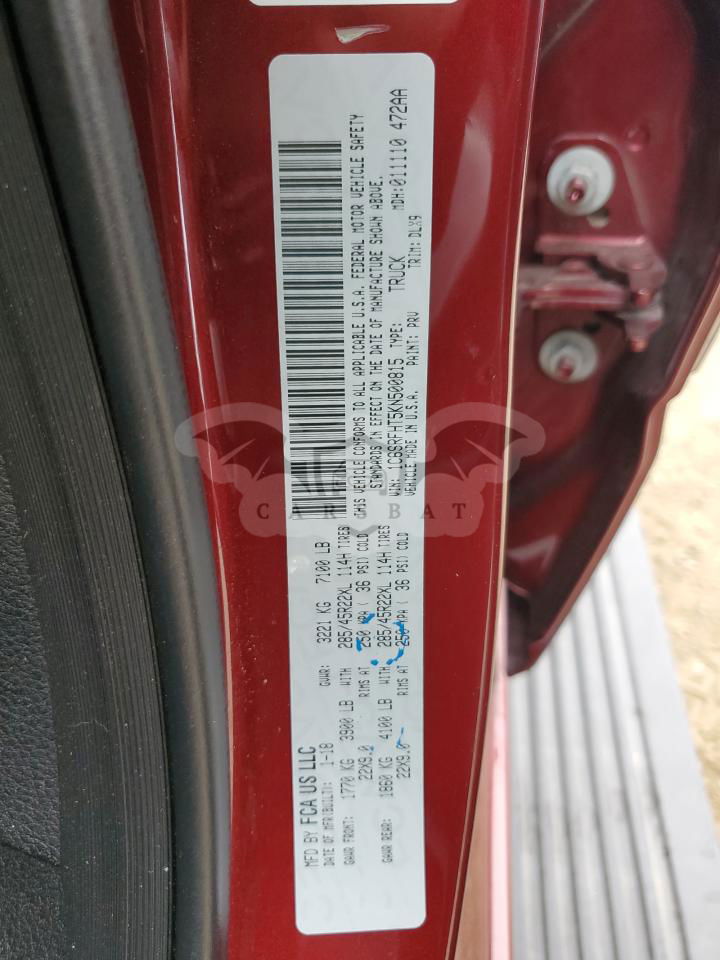 MFD BY FCA US LLC
DATE OF MFR(BUILT): 1-18 GVWR: 3221 KG 7100 LB
GAWR FRONT: 1770 KG 3900 LB WITH 285/45R22XL 114H TIRES
22X9.0 RIMS AT 250 KPA ( 36 PSI) COLD
GAWR REAR: 1860 KG 4100 LB WITH 285/45R22XL 114H TIRES
22X9.0 RIMS AT 250 KPA ( 36 PSI) COLD
THIS VEHICLE CONFORMS TO ALL APPLICABLE U.S.A. FEDERAL MOTOR VEHICLE SAFETY
STANDARDS IN EFFECT ON THE DATE OF MANUFACTURE SHOWN ABOVE.
VIN: 1C6SRFHT5KN500815 TYPE: TRUCK MDH:011110 472AA
VEHICLE MADE IN U.S.A. PAINT: PRV TRIM: DLX9
CARSBAT